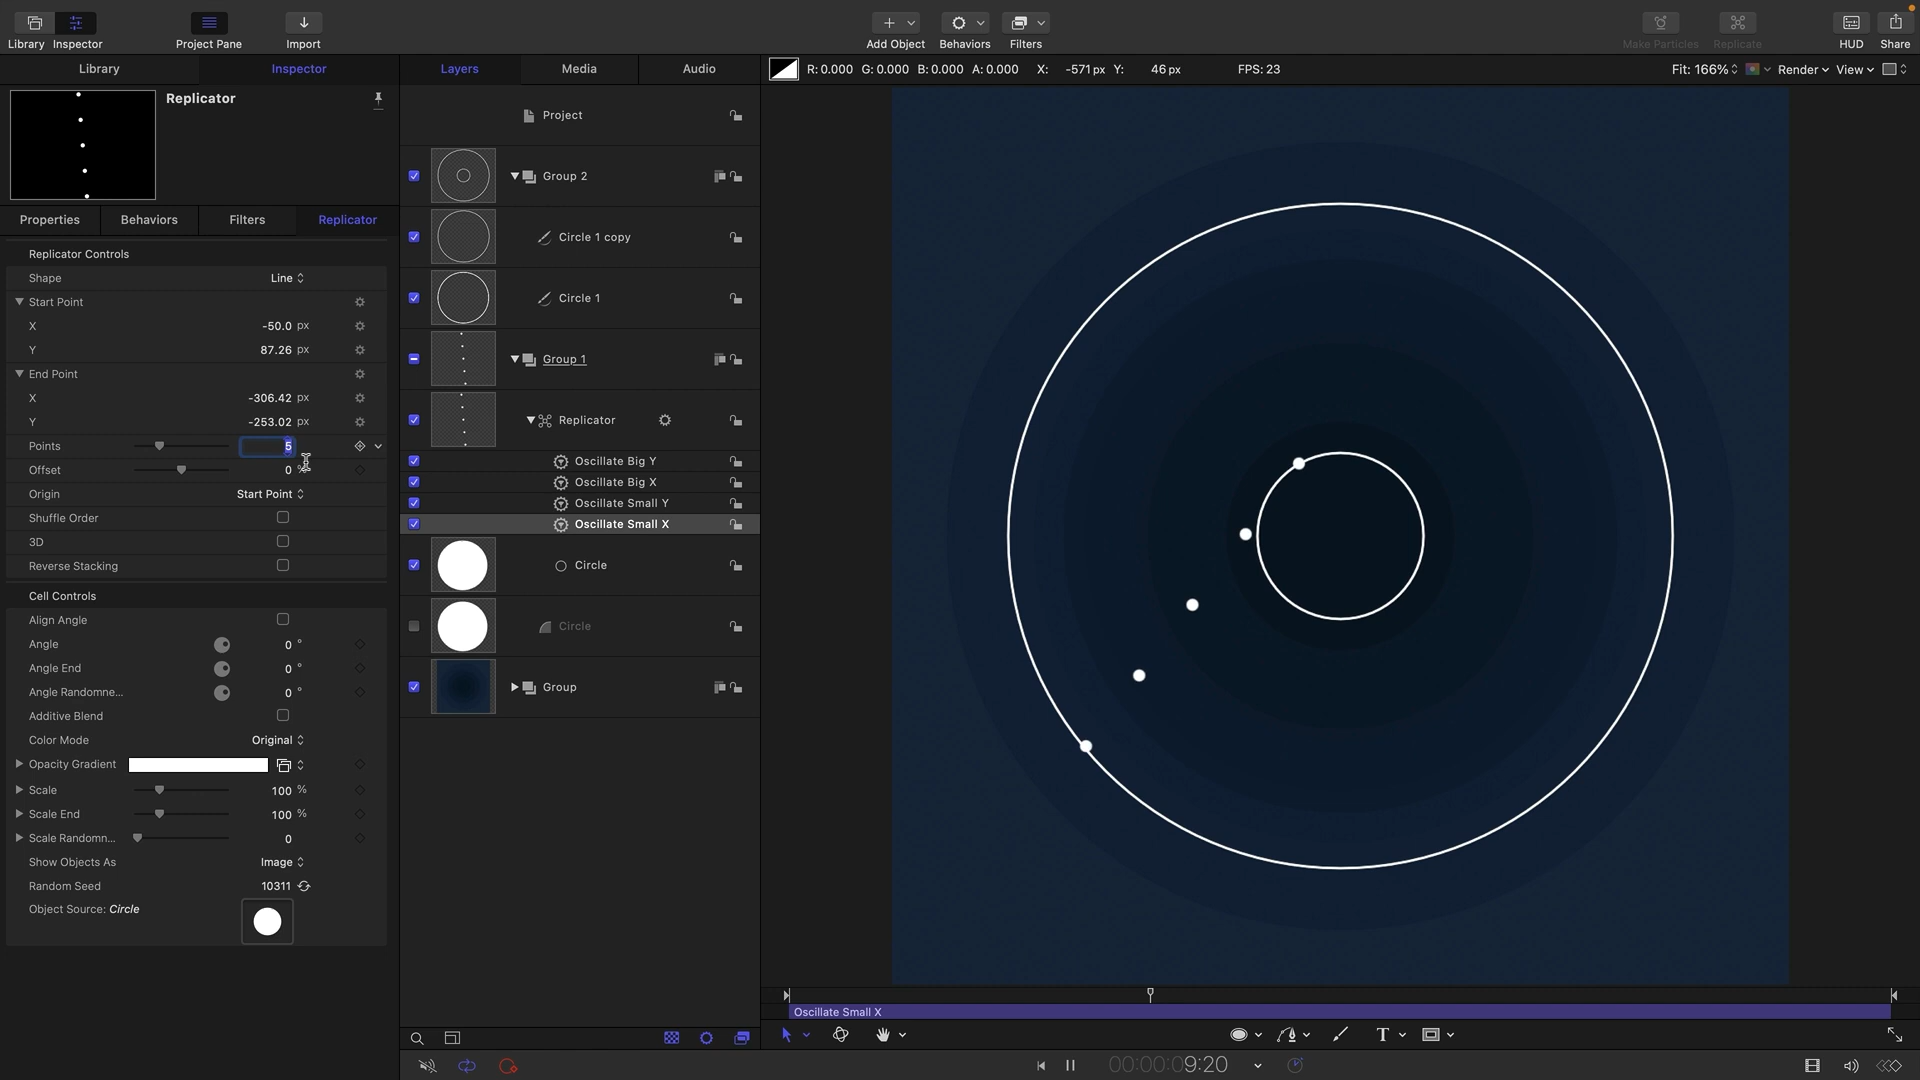 Library Inspector Project Pane Import Add Object Behaviors Filters Make Particles Replicate HUD Share
Library Inspector Layers Media Audio R: 0.000 G: 0.000 B: 0.000 A: 0.000 X: -571 px Y: 46 px FPS: 23 Fit: 166% Render View
Replicator
Properties Behaviors Filters Replicator
Replicator Controls
Shape Line
Start Point
X -50.0 px
Y 87.26 px
End Point
X -306.42 px
Y -253.02 px
Points 5
Offset 0 %
Origin Start Point
Shuffle Order
3D
Reverse Stacking
Cell Controls
Align Angle
Angle 0 °
Angle End 0 °
Angle Randomne... 0 °
Additive Blend
Color Mode Original
Opacity Gradient
Scale 100 %
Scale End 100 %
Scale Randomn... 0
Show Objects As Image
Random Seed 10311
Object Source: Circle
Project
Group 2
Circle 1 copy
Circle 1
Group 1
Replicator
Oscillate Big Y
Oscillate Big X
Oscillate Small Y
Oscillate Small X
Circle
Circle
Group
Oscillate Small X
T
00:00:09:20